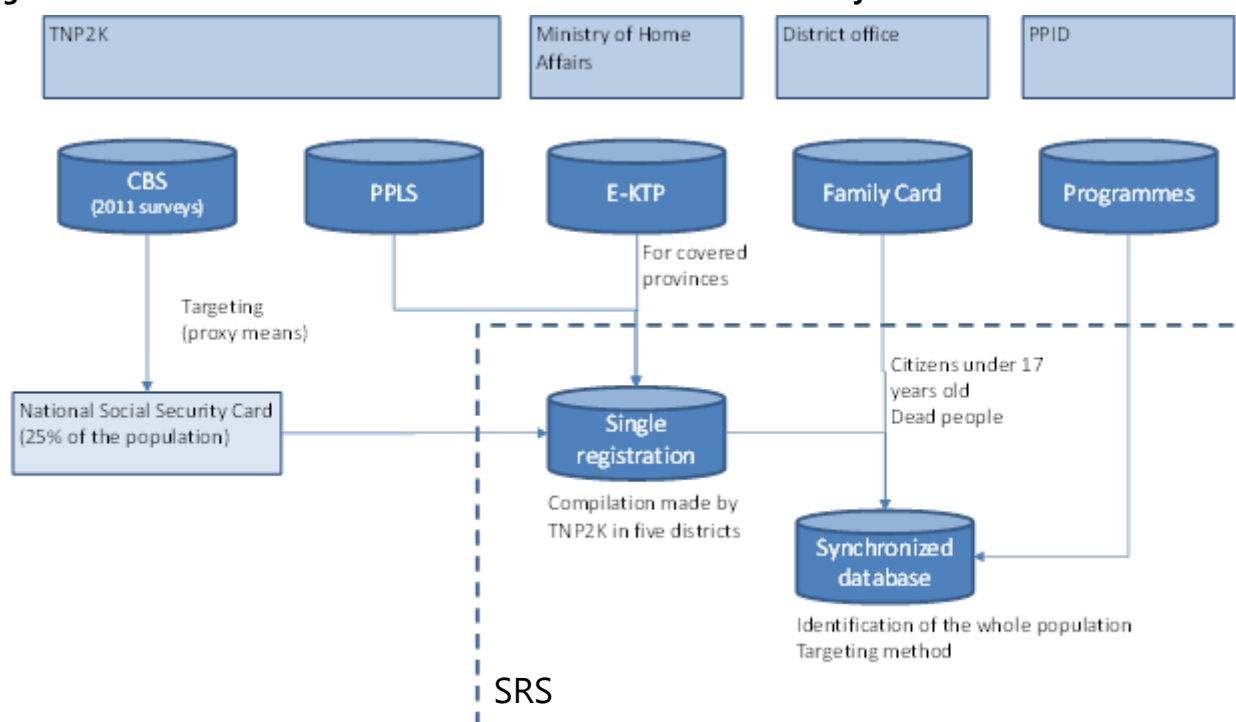 TNP2K
Ministry of Home
Affairs
District office
PPID
CBS
(2011 surveys)
PPLS
E-KTP
Family Card
Programmes
For covered
provinces
Targeting
(proxy means)
Citizens under 17
years old
Dead people
National Social Security Card
(25% of the population)
Single
registration
Compilation made by
TNP2K in five districts
Synchronized
database
Identification of the whole population
Targeting method
SRS